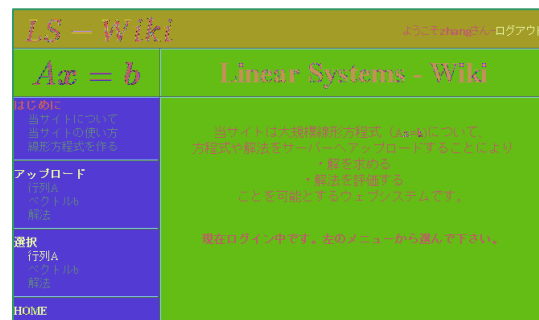 LS – Wiki
ようこそzhangさん-ログアウト
Ax = b
Linear Systems - Wiki
はじめに
当サイトについて
当サイトの使い方
線形方程式を作る
アップロード
行列A
ベクトルb
解法
選択
行列A
ベクトルb
解法
HOME
当サイトは大規模線形方程式（Ax=b)について、
方程式や解法をサーバーへアップロードすることにより
・解を求める
・解法を評価する
ことを可能とするウェブシステムです。
現在ログイン中です。左のメニューから選んで下さい。